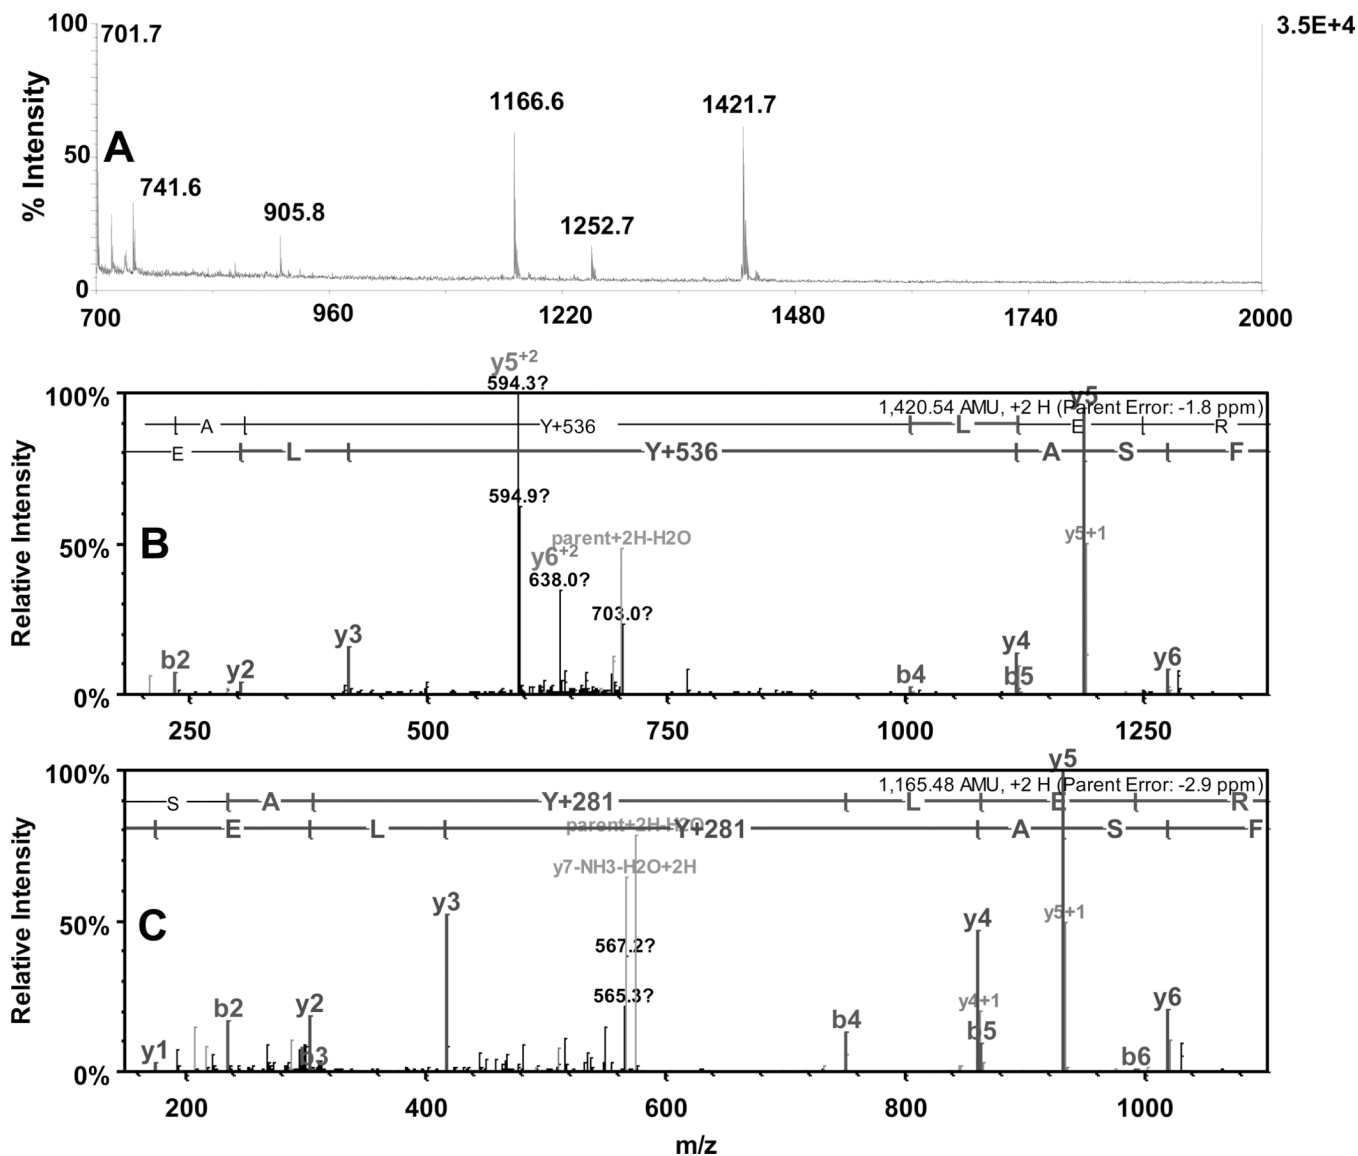 100
701.7
3.5E+4
1166.6
1421.7
% Intensity
50
A
741.6
905.8
1252.7
0
700
960
1220
1480
1740
2000
y5+2
594.3?
100%
y5
1,420.54 AMU, +2 H (Parent Error: -1.8 ppm)
A
Y+536
L
E
R
E
L
Y+536
A
S
F
594.9?
Relative Intensity
B
50%
parent+2H-H2O
y5+1
y6+2
638.0?
703.0?
b2
y2
y3
b4
y4
b5
y6
0%
250
500
750
1000
1250
y5
100%
1,165.48 AMU, +2 H (Parent Error: -2.9 ppm)
S
A
Y+281
L
E
R
parent+2H-H2O
E
L
Y+281
A
S
F
y7-NH3-H2O+2H
Relative Intensity
C
50%
y3
y4
y5+1
567.2?
565.3?
y1
b2
y2
b3
b4
y4+1
b5
b6
y6
0%
200
400
600
800
1000
m/z